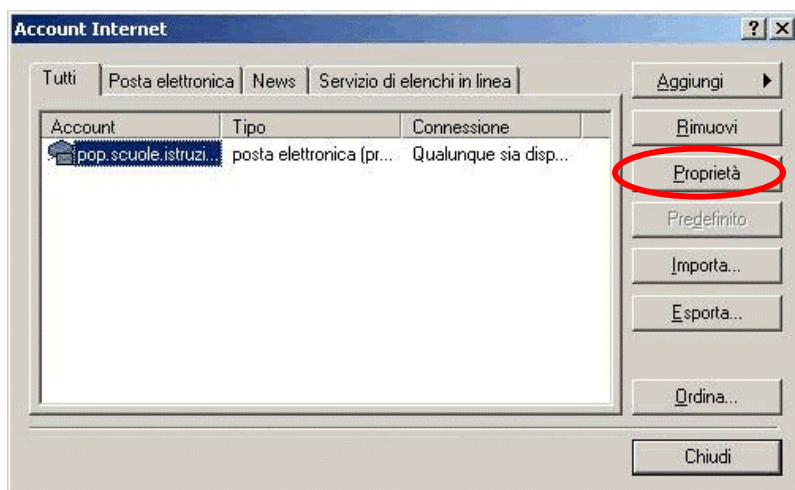 Account Internet
Tutti Posta elettronica News Servizio di elenchi in linea
Aggiungi
Account Tipo Connessione
Rimuovi
pop.scuole.istruzi... posta elettronica (pr... Qualunque sia disp...
Proprietà
Predefinito
Importa...
Esporta...
Ordina...
Chiudi